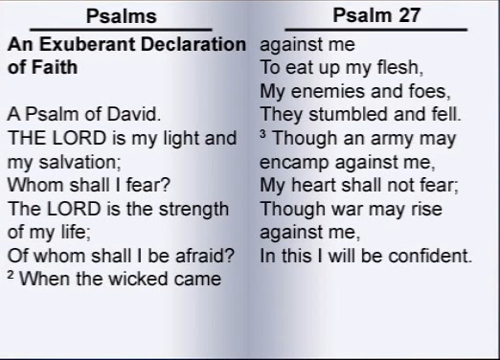 Psalms
An Exuberant Declaration
of Faith
A Psalm of David.
THE LORD is my light and
my salvation;
Whom shall I fear?
The LORD is the strength
of my life;
Of whom shall I be afraid?
² When the wicked came
Psalm 27
against me
To eat up my flesh,
My enemies and foes,
They stumbled and fell.
³ Though an army may
encamp against me,
My heart shall not fear;
Though war may rise
against me,
In this I will be confident.